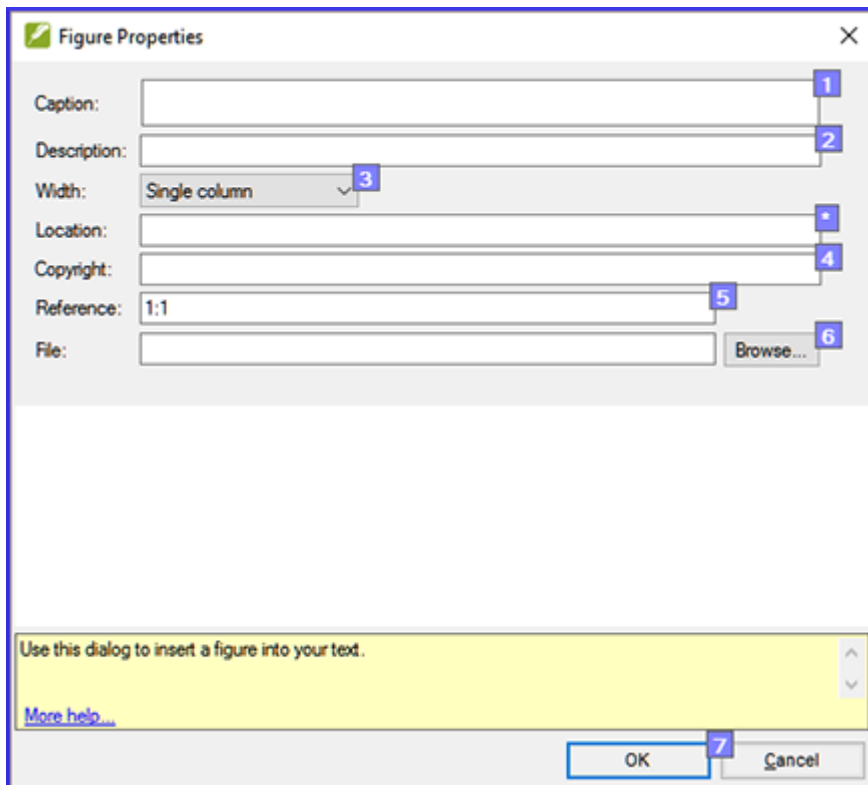 Figure Properties
Caption: 1
Description: 2
Width: Single column 3
Location: *
Copyright: 4
Reference: 1:1 5
File: Browse... 6
Use this dialog to insert a figure into your text.
More help...
OK 7 Cancel